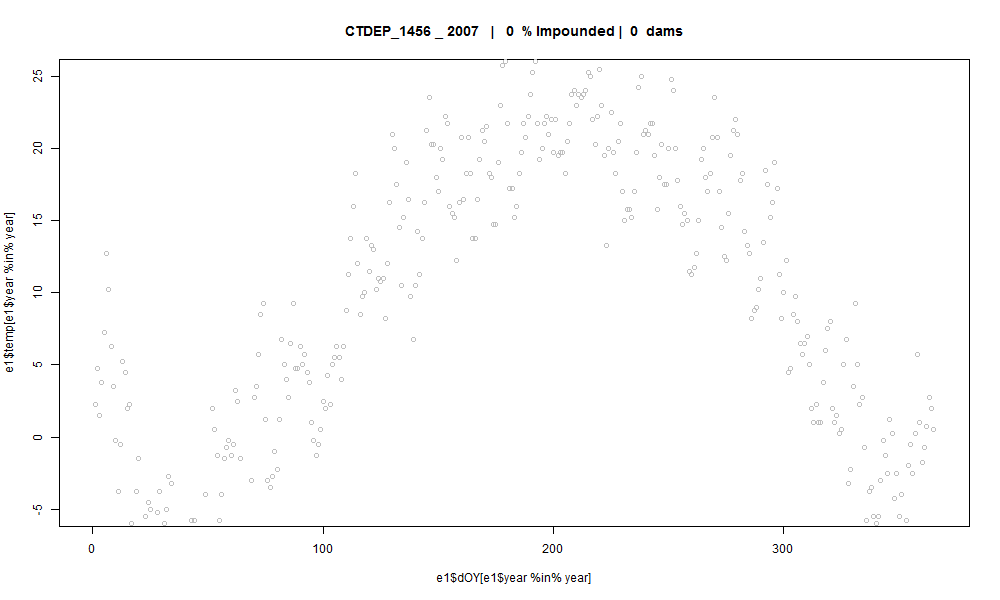 CTDEP_1456 _ 2007 | 0 % Impounded | 0 dams
25
20
15
10
5
0
-5
e1$temp[e1$year %in% year]
0 100 200 300
e1$dOY[e1$year %in% year]